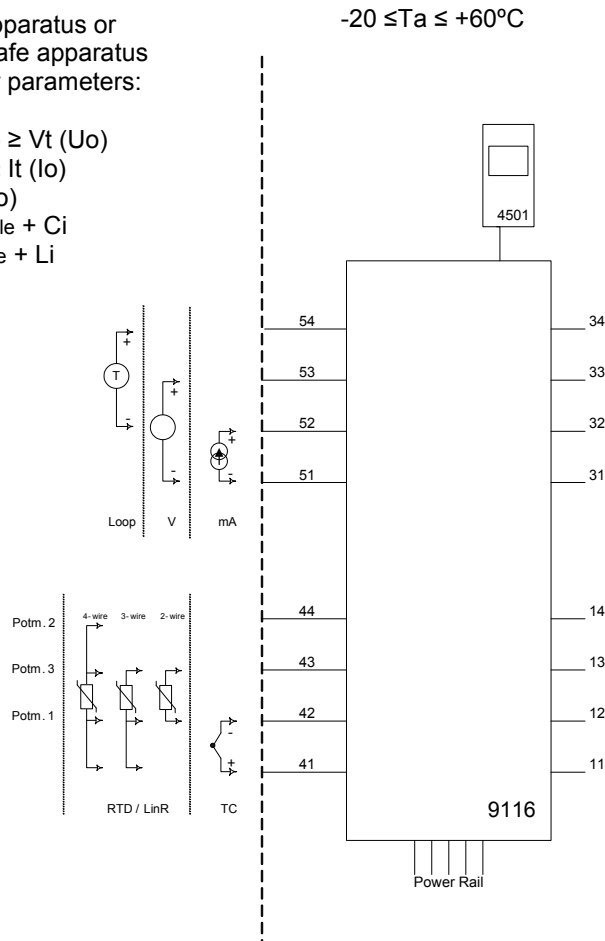 apparatus or
-20 ≤Ta ≤ +60ºC
afe apparatus
r parameters:
≥ Vt (Uo)
It (Io)
o)
le + Ci
e + Li
4501
54
34
+
T
53
33
+
52
32
-
+
51
31
-
-
Loop
V
mA
44
14
Potm. 2
4-wire
3-wire
2-wire
43
13
Potm. 3
42
12
Potm. 1
-
41
11
+
RTD / LinR
TC
9116
Power Rail